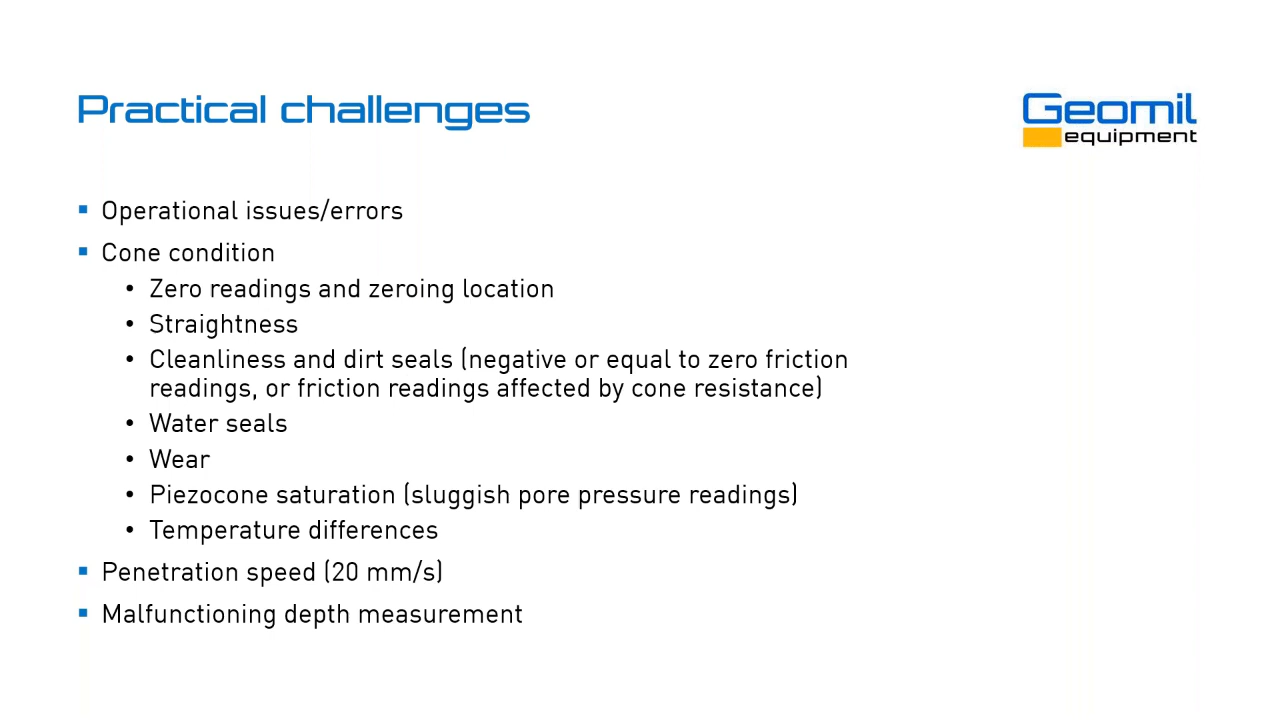 Practical challenges
Geomil
equipment
▪ Operational issues/errors
▪ Cone condition
• Zero readings and zeroing location
• Straightness
• Cleanliness and dirt seals (negative or equal to zero friction
readings, or friction readings affected by cone resistance)
• Water seals
• Wear
• Piezocone saturation (sluggish pore pressure readings)
• Temperature differences
▪ Penetration speed (20 mm/s)
▪ Malfunctioning depth measurement